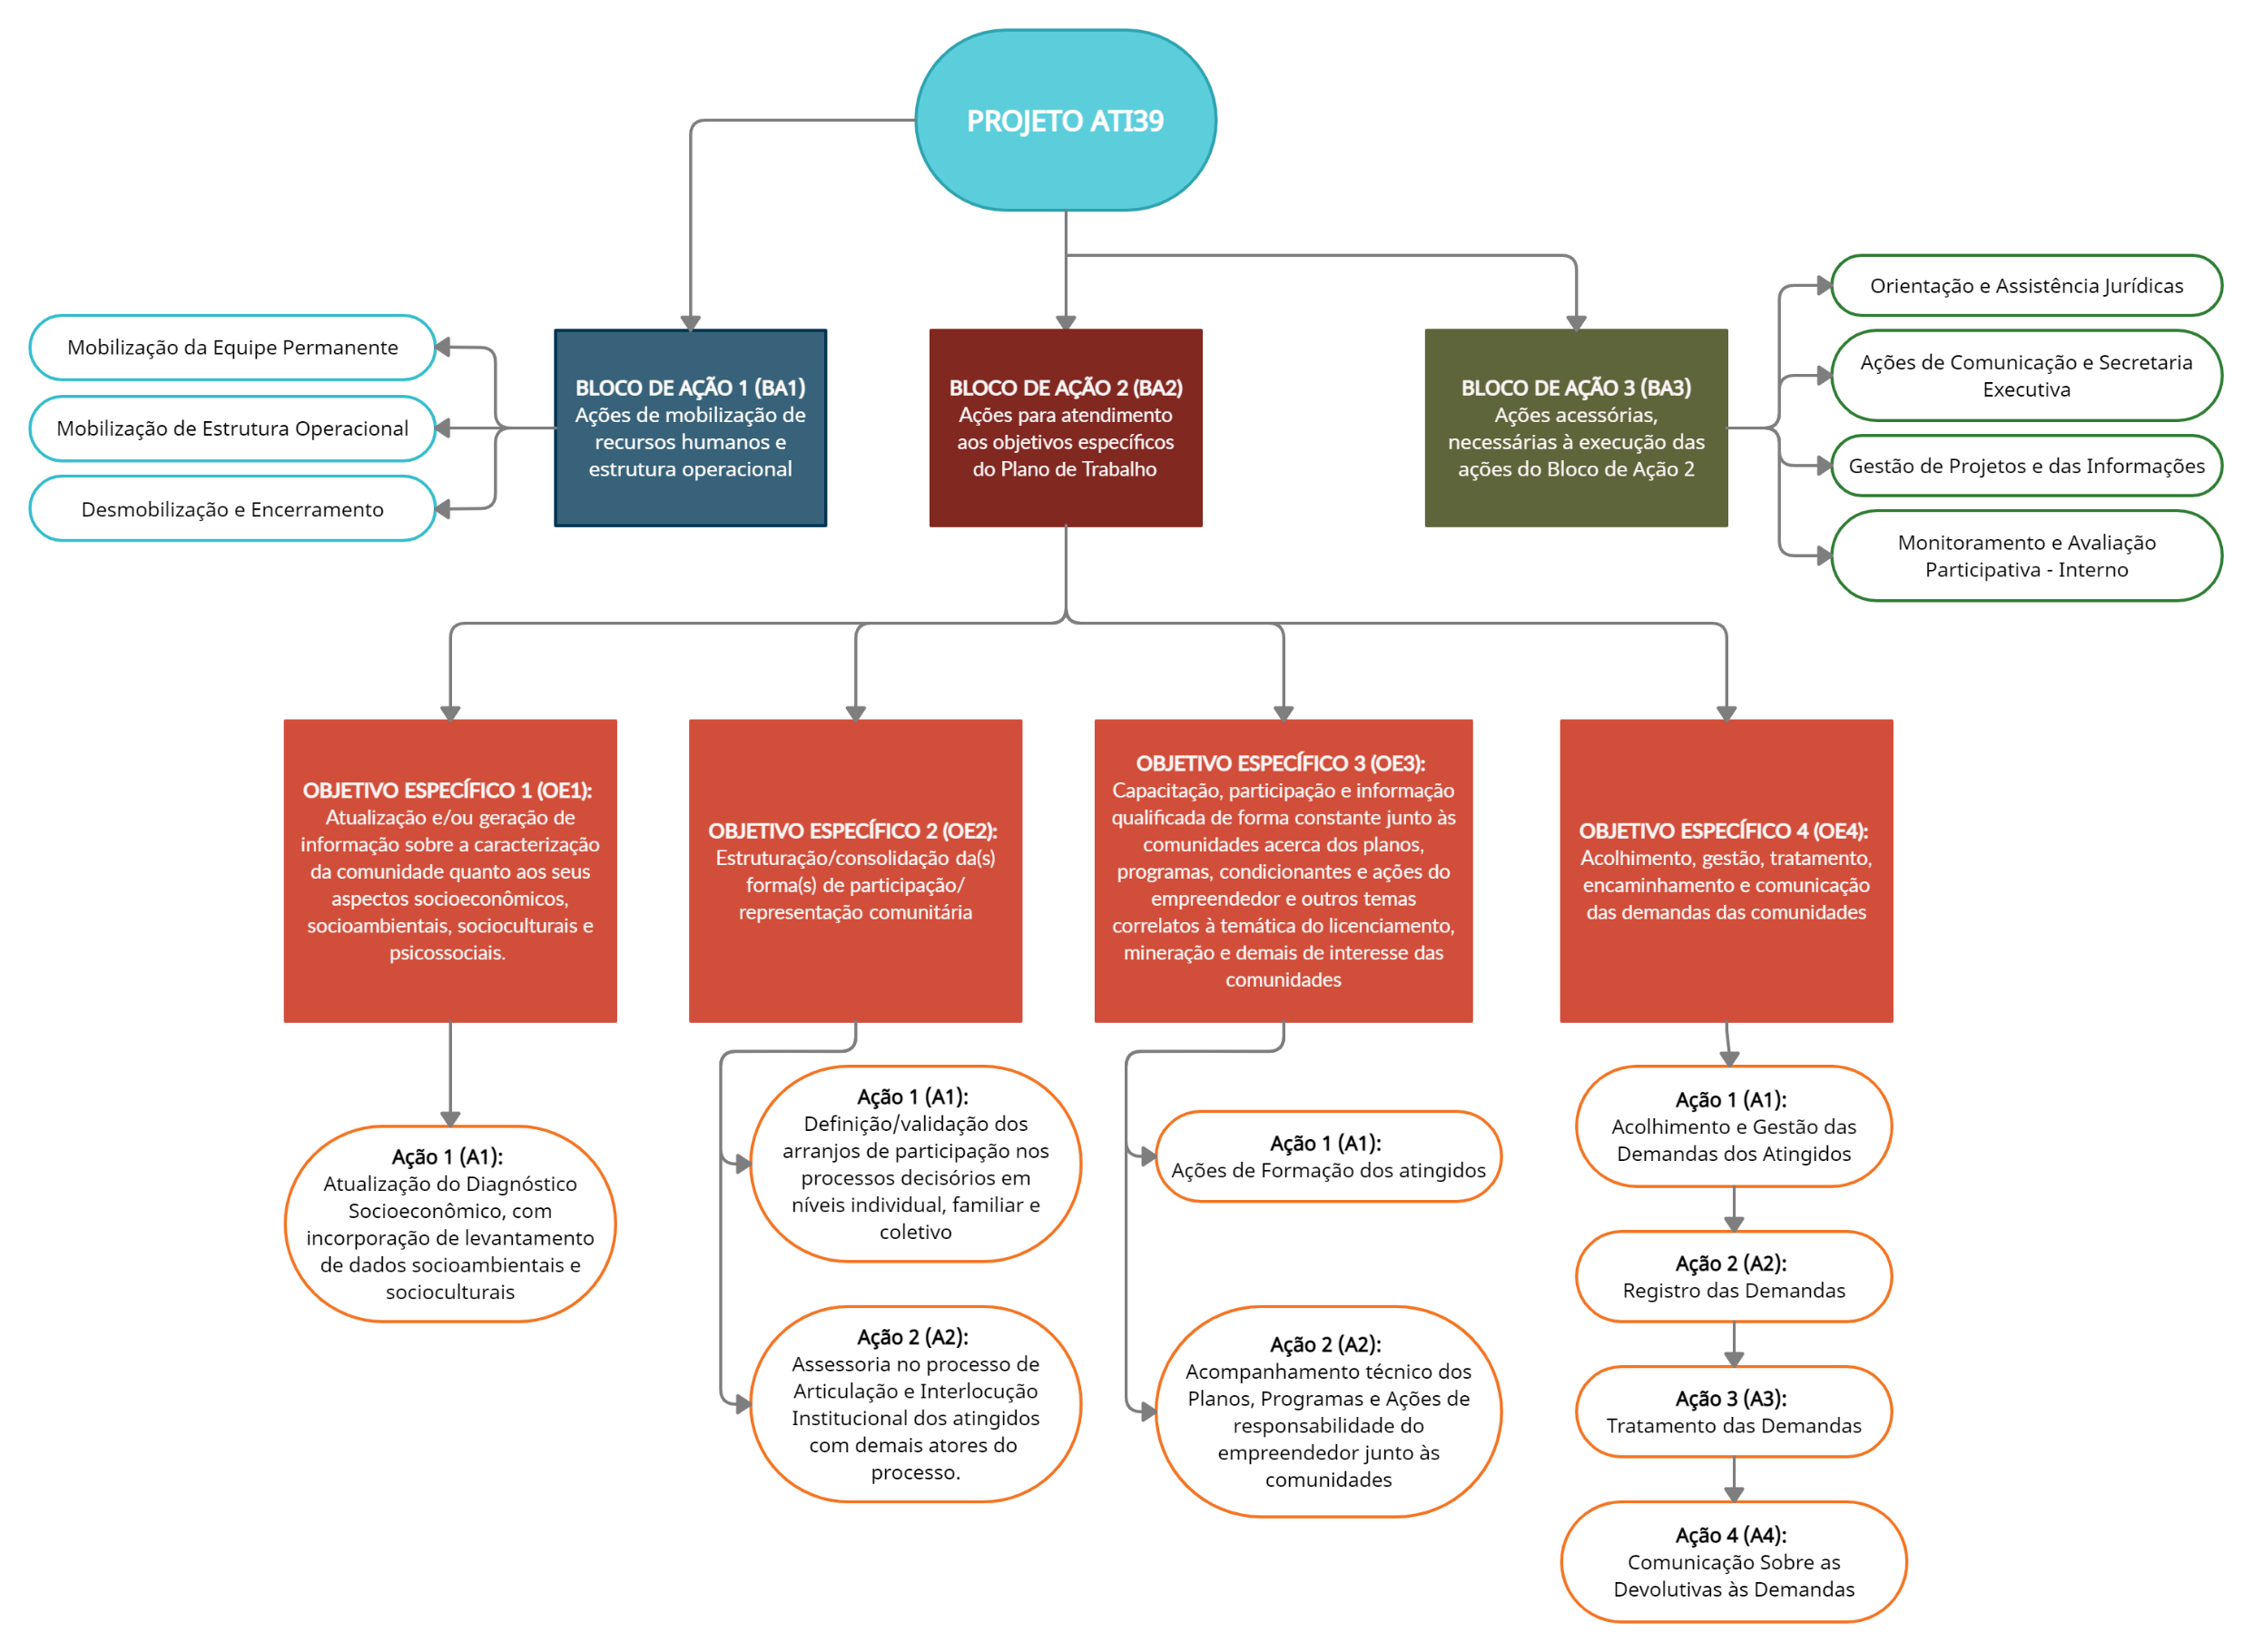 PROJETO ATI39
Mobilização da Equipe Permanente
Mobilização de Estrutura Operacional
Desmobilização e Encerramento
BLOCO DE AÇÃO 1 (BA1)
Ações de mobilização de
recursos humanos e
estrutura operacional
BLOCO DE AÇÃO 2 (BA2)
Ações para atendimento
aos objetivos específicos
do Plano de Trabalho
BLOCO DE AÇÃO 3 (BA3)
Ações acessórias,
necessárias à execução das
ações do Bloco de Ação 2
Orientação e Assistência Jurídicas
Ações de Comunicação e Secretaria
Executiva
Gestão de Projetos e das Informações
Monitoramento e Avaliação
Participativa - Interno
OBJETIVO ESPECÍFICO 1 (OE1):
Atualização e/ou geração de
informação sobre a caracterização
da comunidade quanto aos seus
aspectos socioeconômicos,
socioambientais, socioculturais e
psicossociais.
OBJETIVO ESPECÍFICO 2 (OE2):
Estruturação/consolidação da(s)
forma(s) de participação/
representação comunitária
OBJETIVO ESPECÍFICO 3 (OE3):
Capacitação, participação e informação
qualificada de forma constante junto às
comunidades acerca dos planos,
programas, condicionantes e ações do
empreendedor e outros temas
correlatos à temática do licenciamento,
mineração e demais de interesse das
comunidades
OBJETIVO ESPECÍFICO 4 (OE4):
Acolhimento, gestão, tratamento,
encaminhamento e comunicação
das demandas das comunidades
Ação 1 (A1):
Atualização do Diagnóstico
Socioeconômico, com
incorporação de levantamento
de dados socioambientais e
socioculturais
Ação 1 (A1):
Definição/validação dos
arranjos de participação nos
processos decisórios em
níveis individual, familiar e
coletivo
Ação 2 (A2):
Assessoria no processo de
Articulação e Interlocução
Institucional dos atingidos
com demais atores do
processo.
Ação 1 (A1):
Ações de Formação dos atingidos
Ação 2 (A2):
Acompanhamento técnico dos
Planos, Programas e Ações de
responsabilidade do
empreendedor junto às
comunidades
Ação 1 (A1):
Acolhimento e Gestão das
Demandas dos Atingidos
Ação 2 (A2):
Registro das Demandas
Ação 3 (A3):
Tratamento das Demandas
Ação 4 (A4):
Comunicação Sobre as
Devolutivas às Demandas